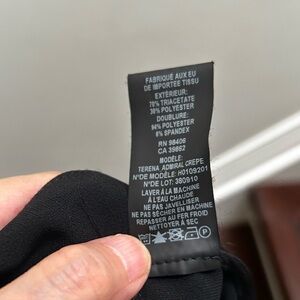 FABRIQUÉ AUX EU
DE IMPORTÉE TISSU
EXTÉRIEUR:
70% TRIACETATE
30% POLYESTER
DOUBLURE:
94% POLYESTER
6% SPANDEX
RN 98406
CA 35862
MODÈLE:
TERENA ADMIRAL CREPE
N°DE MODÈLE: H0109201
N°DE LOT: 380910
LAVER À LA MACHINE
À L'EAU CHAUDE
NE PAS JAVELLISER
NE PAS SÉCHER EN MACHINE
REPASSER AU FER FROID
NETTOYER À SEC
P